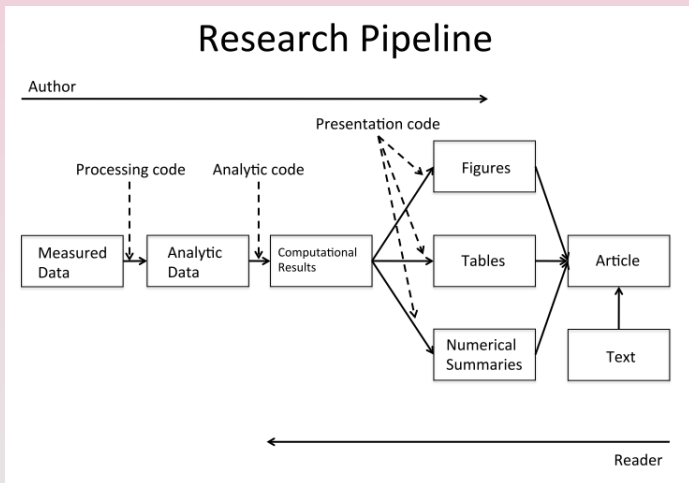 Research Pipeline
Author
Presentation code
Processing code
Analytic code
Figures
Measured
Data
Analytic
Data
Computational
Results
Tables
Article
Numerical
Summaries
Text
Reader